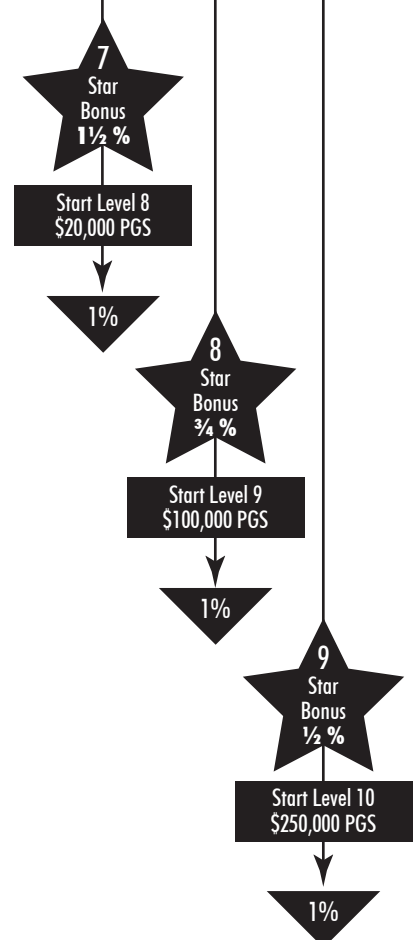 7
Star
Bonus
1½ %
Start Level 8
$20,000 PGS
1%
8
Star
Bonus
¾ %
Start Level 9
$100,000 PGS
1%
9
Star
Bonus
½ %
Start Level 10
$250,000 PGS
1%